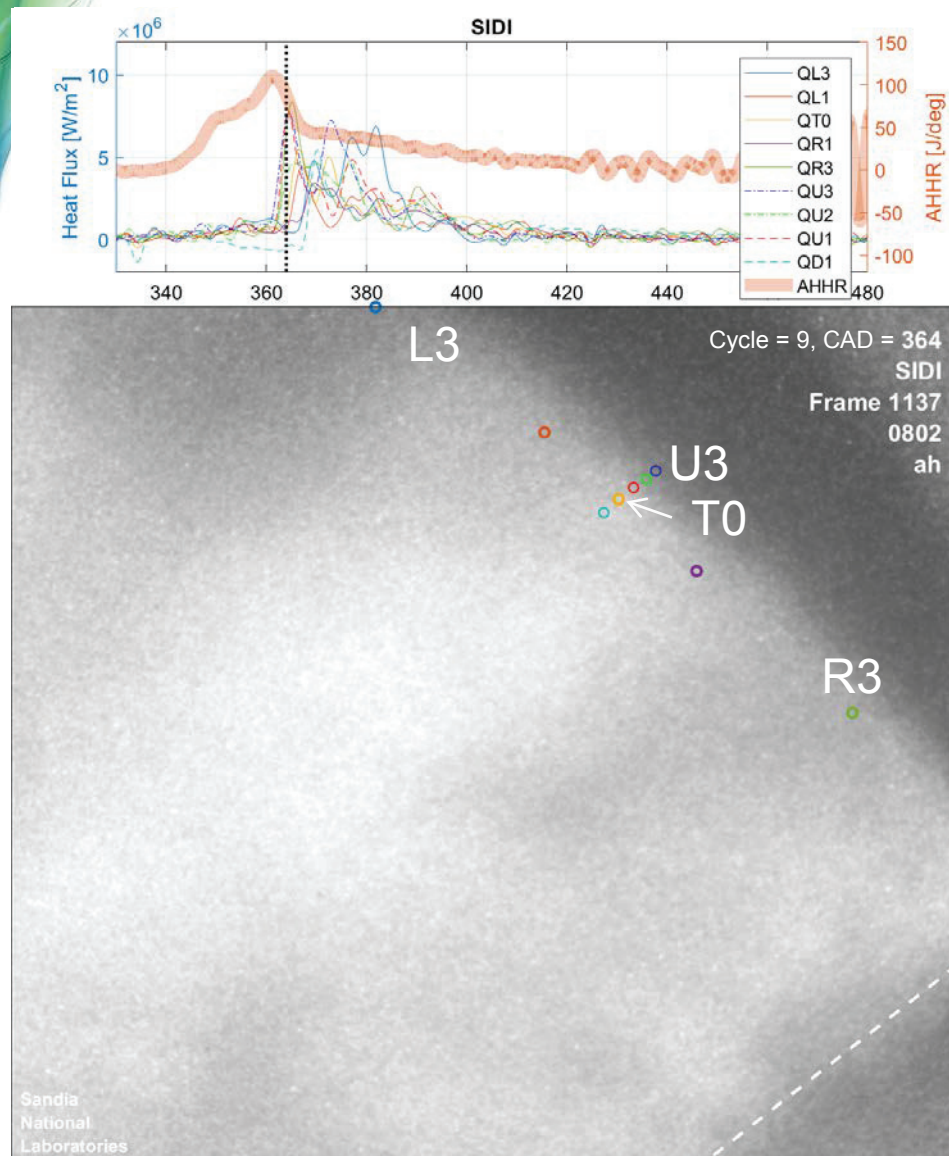 SIDI
×10⁶
Heat Flux [W/m²]
10
5
0
150
100
50
0
-50
-100
AHHR [J/deg]
QL3
QL1
QT0
QR1
QR3
QU3
QU2
QU1
QD1
AHHR
340
360
380
400
420
440
480
L3
Cycle = 9, CAD = 364
SIDI
Frame 1137
0802
ah
U3
T0
R3
Sandia
National
Laboratories